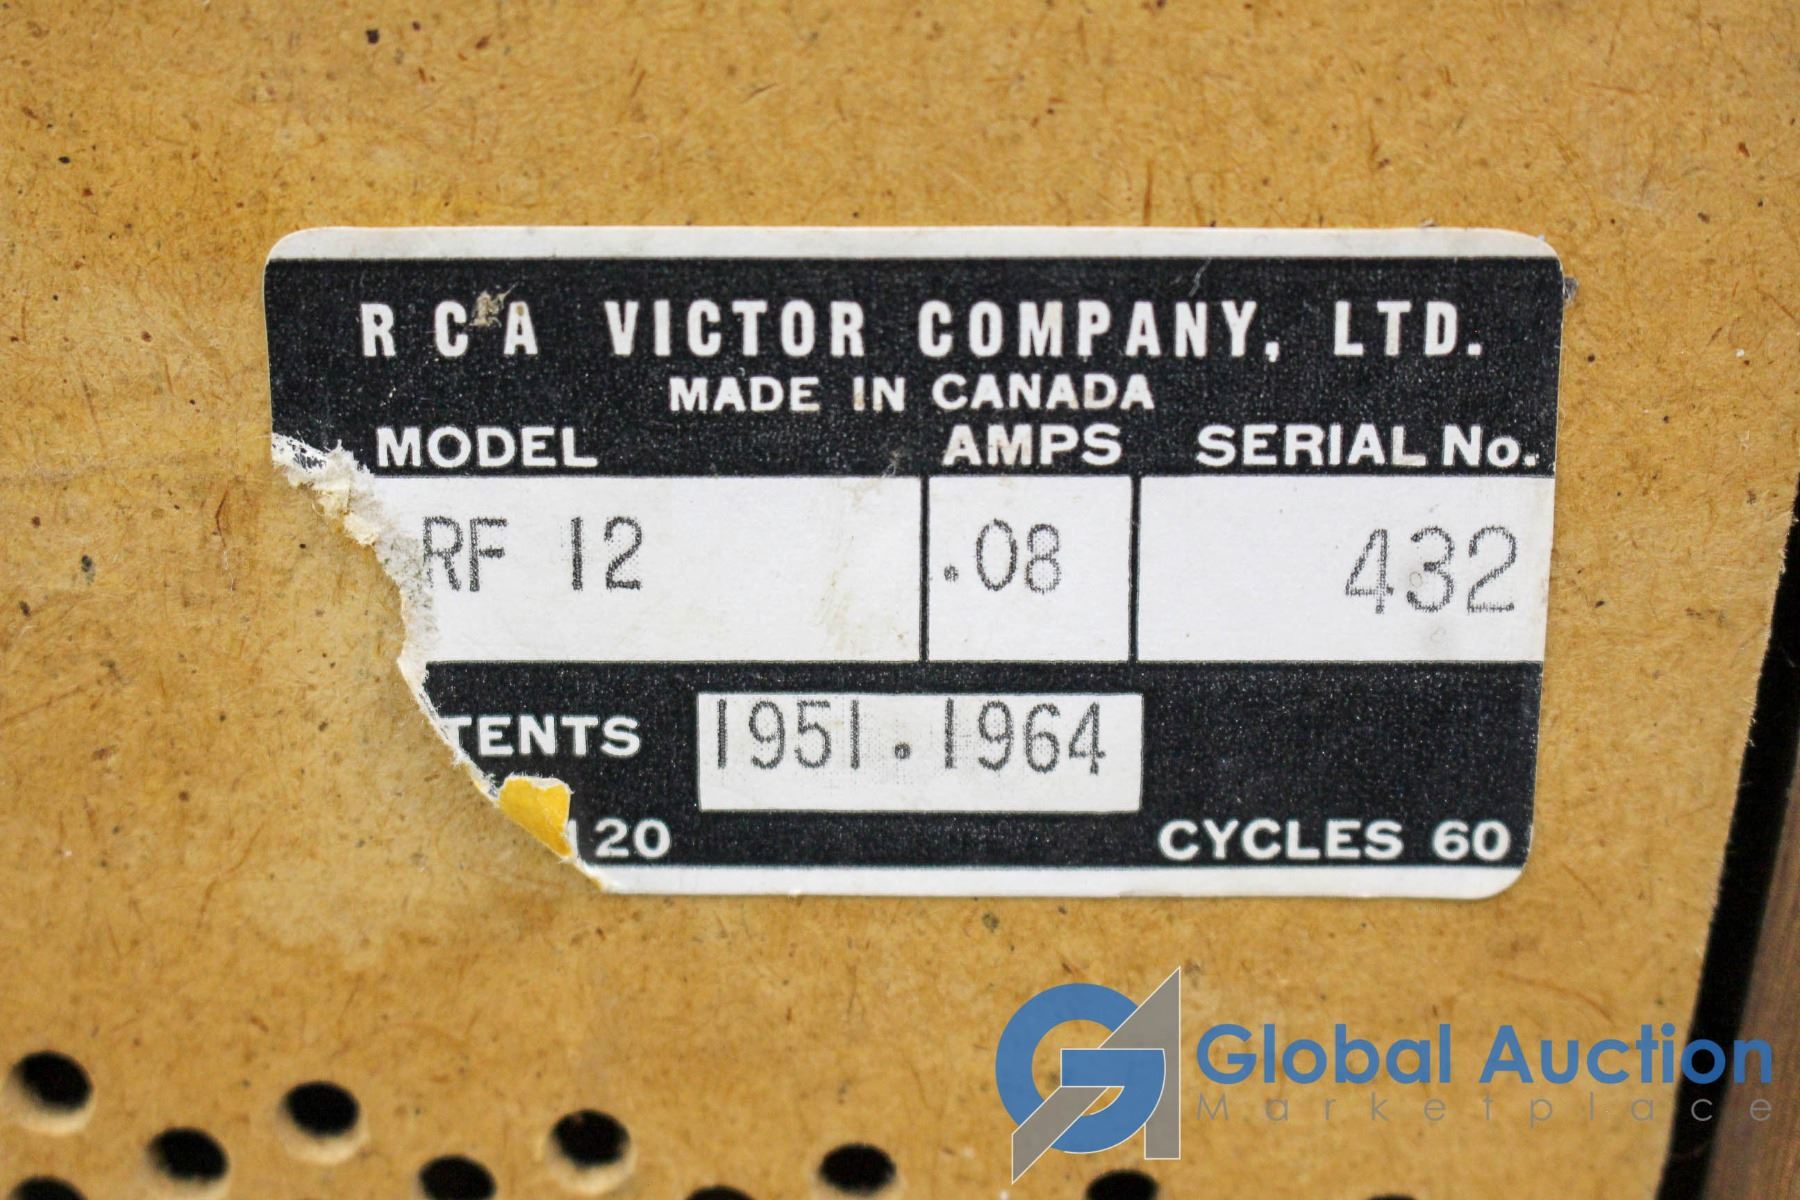 RCA VICTOR COMPANY, LTD.
MADE IN CANADA
MODEL AMPS SERIAL No.
RF 12 .08 432
TENTS 1951.1964
120 CYCLES 60
Global Auction
Marketplace